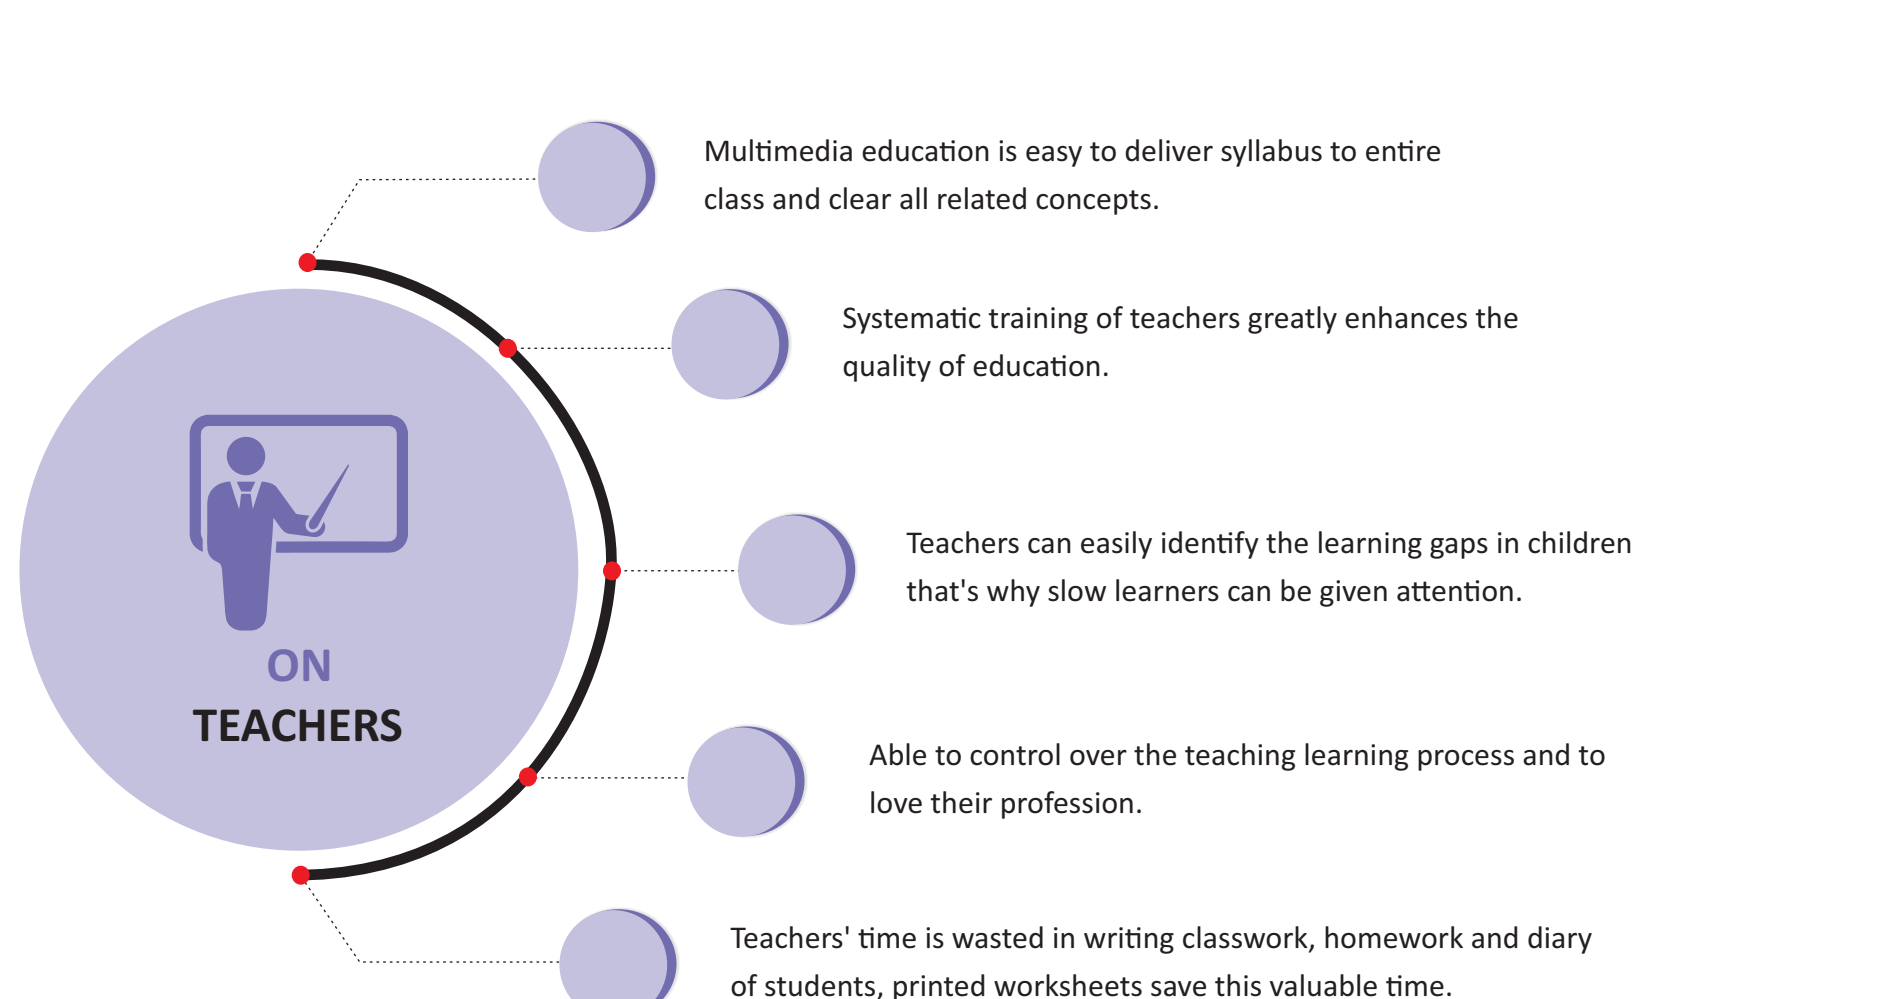 Multimedia education is easy to deliver syllabus to entire
class and clear all related concepts.
Systematic training of teachers greatly enhances the
quality of education.
Teachers can easily identify the learning gaps in children
that's why slow learners can be given attention.
ON
TEACHERS
Able to control over the teaching learning process and to
love their profession.
Teachers' time is wasted in writing classwork, homework and diary
of students, printed worksheets save this valuable time.